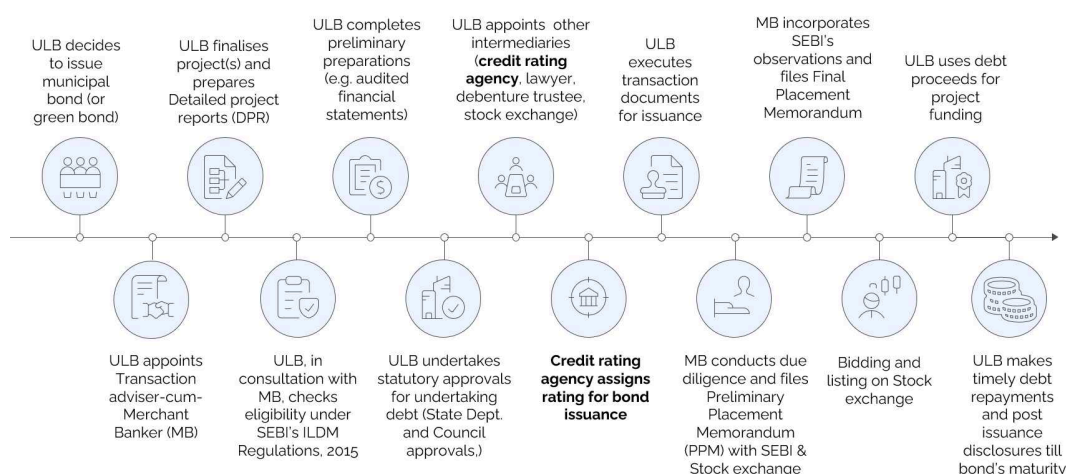 ULB decides
to issue
municipal
bond (or
green bond)
ULB appoints
Transaction
adviser-cum-
Merchant
Banker (MB)
ULB finalises
project(s) and
prepares
Detailed project
reports (DPR)
ULB, in
consultation with
MB, checks
eligibility under
SEBI's ILDM
Regulations, 2015
ULB completes
preliminary
preparations
(e.g. audited
financial
statements)
ULB undertakes
statutory approvals
for undertaking
debt (State Dept.
and Council
approvals,)
ULB appoints other
intermediaries
(credit rating
agency, lawyer,
debenture trustee,
stock exchange)
Credit rating
agency assigns
rating for bond
issuance
ULB
executes
transaction
documents
for issuance
MB conducts due
diligence and files
Preliminary
Placement
Memorandum
(PPM) with SEBI &
Stock exchange
MB incorporates
SEBI's
observations and
files Final
Placement
Memorandum
Bidding and
listing on Stock
exchange
ULB uses debt
proceeds for
project
funding
ULB makes
timely debt
repayments
and post
issuance
disclosures till
bond's maturity